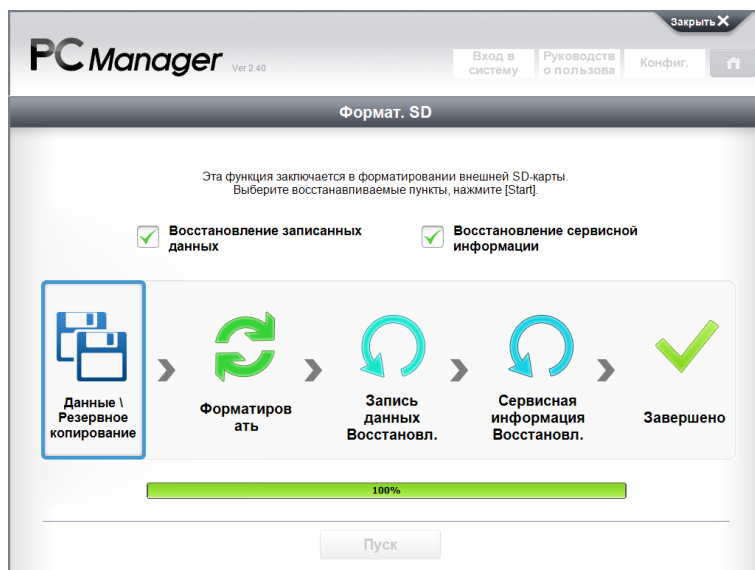 Закрыть X
PC Manager Ver 2.40
Вход в систему
Руководств о пользова
Конфиг.
Формат. SD
Эта функция заключается в форматировании внешней SD-карты.
Выберите восстанавливаемые пункты, нажмите [Start].
Восстановление записанных
данных
Восстановление сервисной
информации
Данные \
Резервное
копирование
Форматиров
ать
Запись
данных
Восстановл.
Сервисная
информация
Восстановл.
Завершено
100%
Пуск